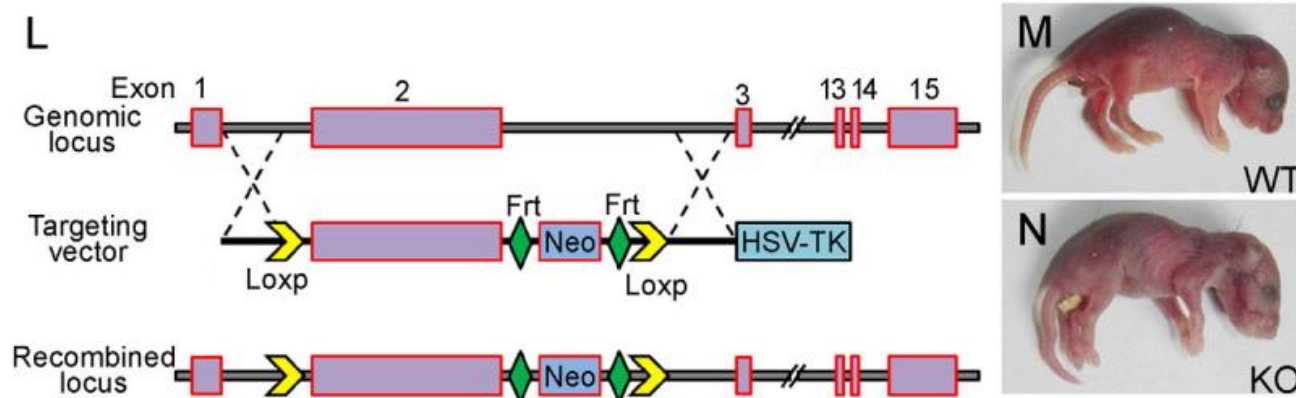 L
Exon
1
2
3
13
14
15
Genomic
locus
Targeting
vector
Loxp
Frt
Neo
Frt
Loxp
HSV-TK
Recombined
locus
Neo
M
WT
N
KO